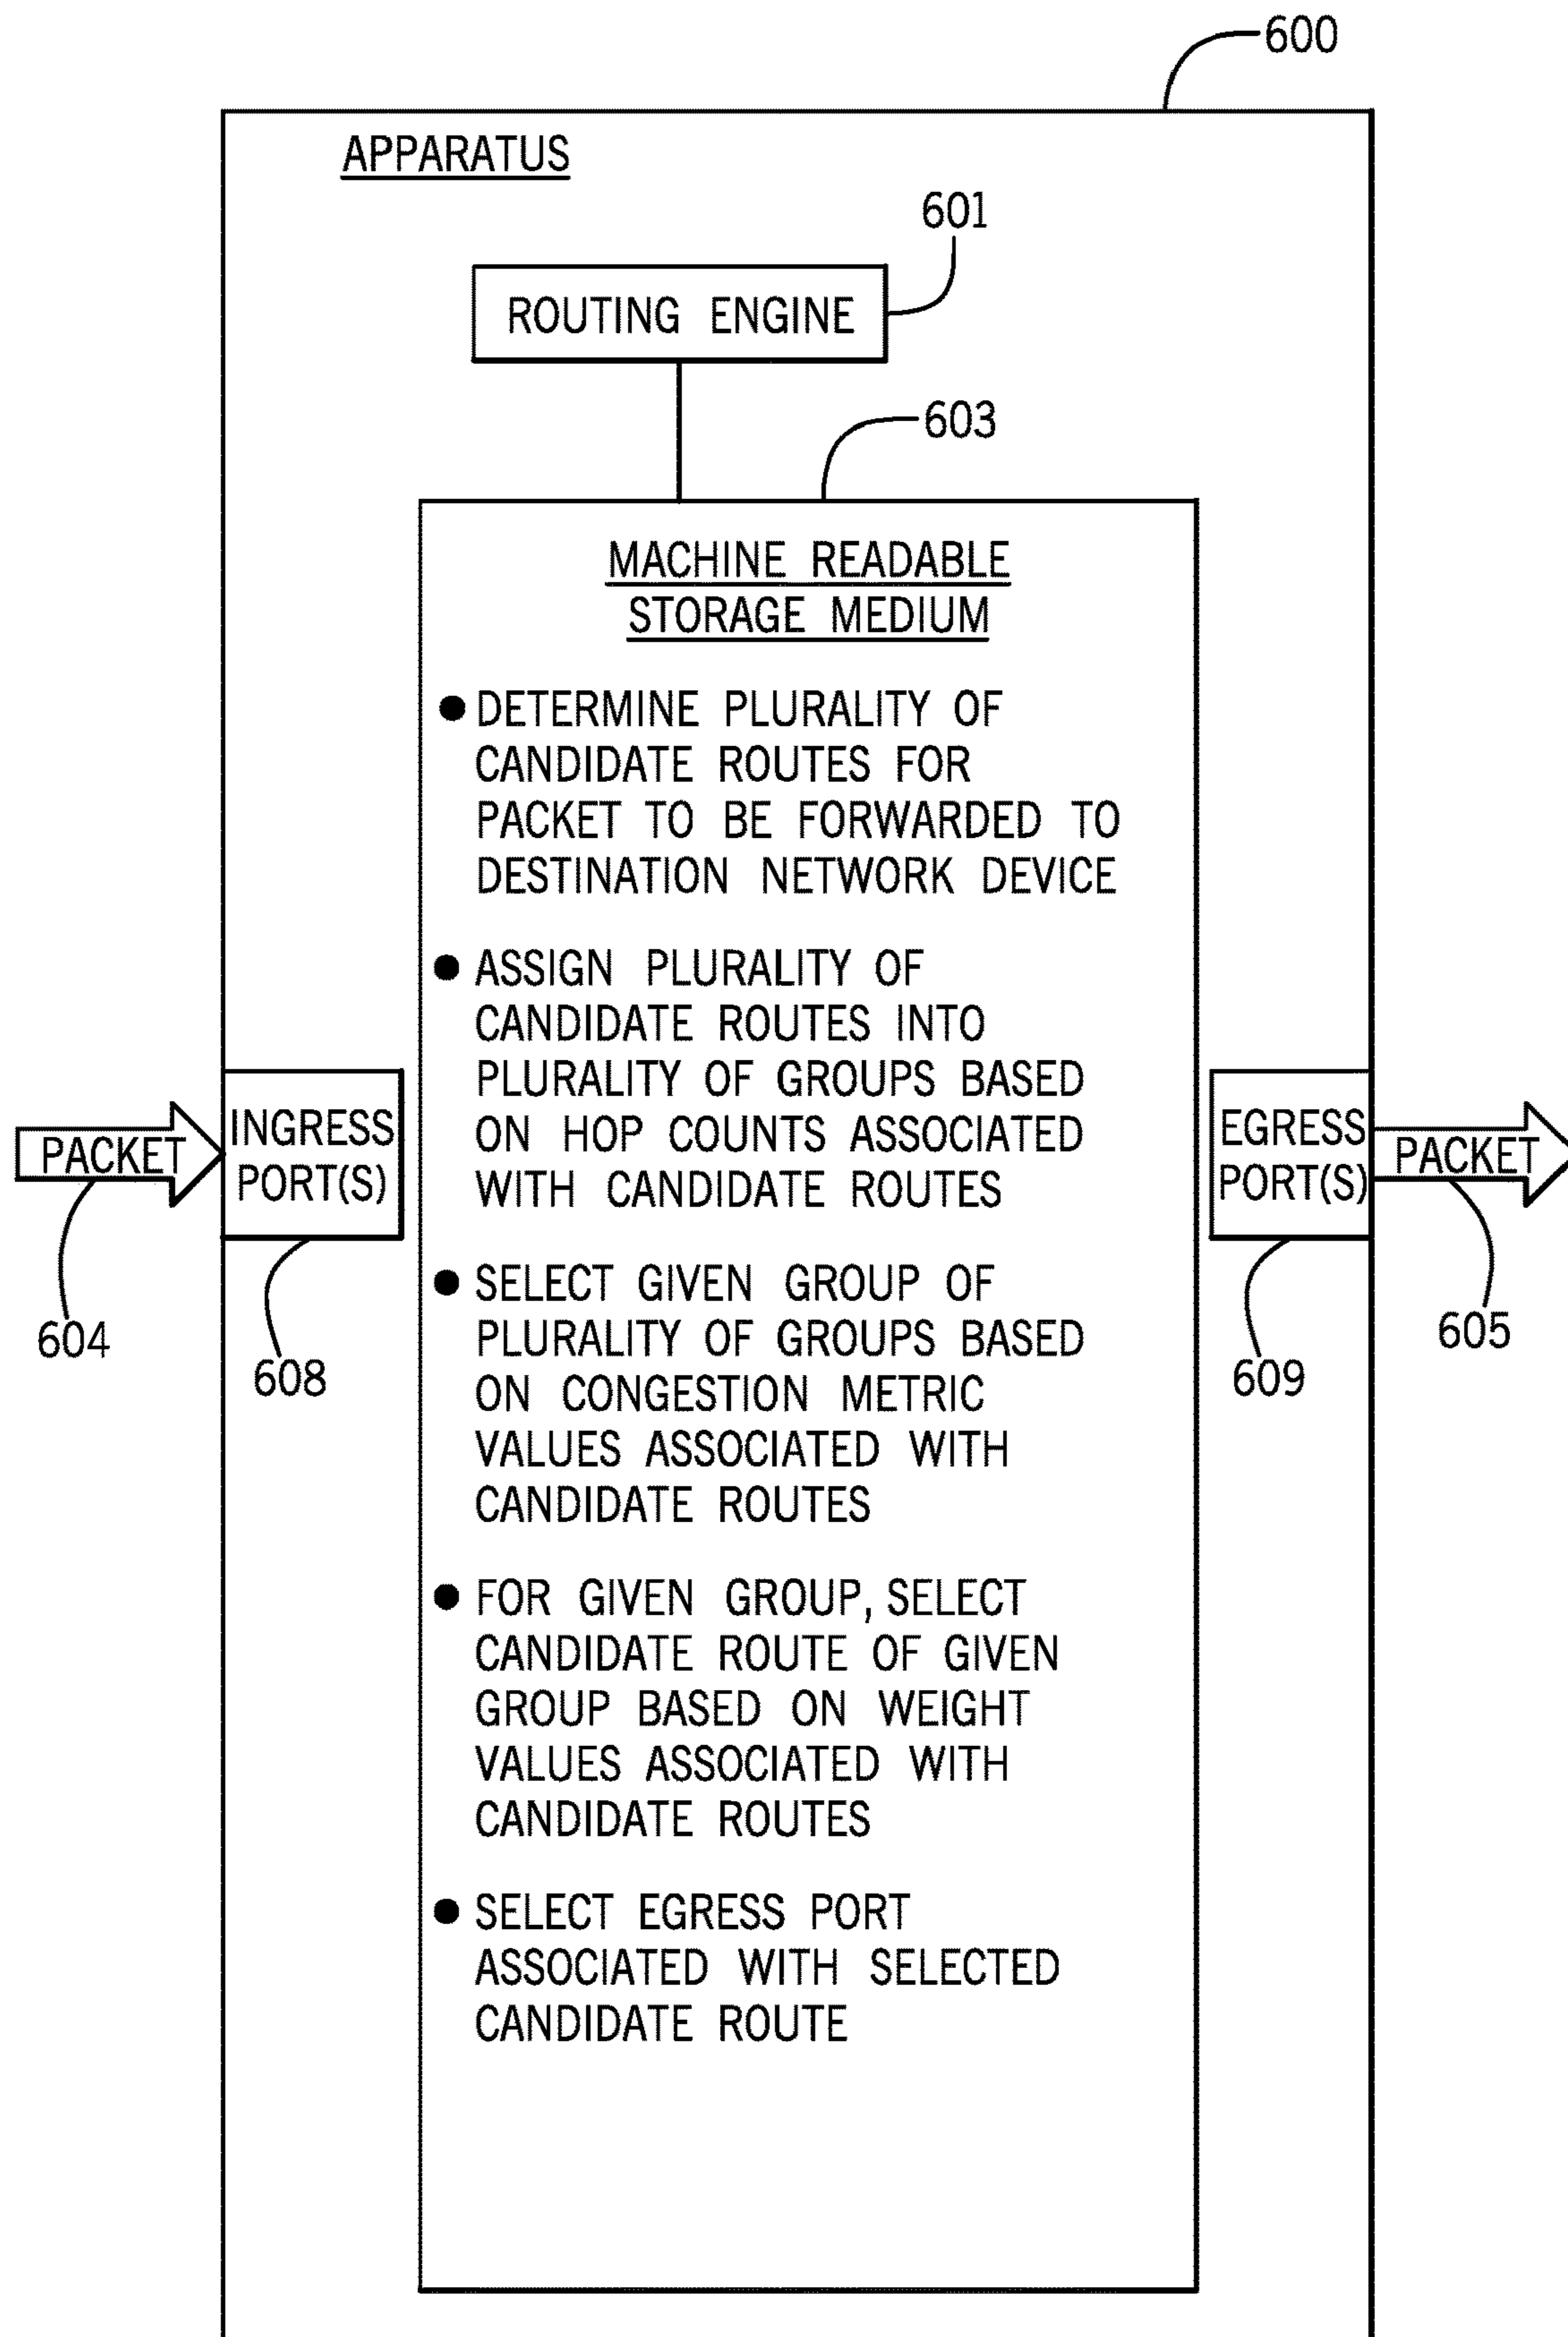 600
APPARATUS
601
ROUTING ENGINE
603
MACHINE READABLE
STORAGE MEDIUM
● DETERMINE PLURALITY OF
CANDIDATE ROUTES FOR
PACKET TO BE FORWARDED TO
DESTINATION NETWORK DEVICE
● ASSIGN PLURALITY OF
CANDIDATE ROUTES INTO
PLURALITY OF GROUPS BASED
ON HOP COUNTS ASSOCIATED
WITH CANDIDATE ROUTES
● SELECT GIVEN GROUP OF
PLURALITY OF GROUPS BASED
ON CONGESTION METRIC
VALUES ASSOCIATED WITH
CANDIDATE ROUTES
● FOR GIVEN GROUP, SELECT
CANDIDATE ROUTE OF GIVEN
GROUP BASED ON WEIGHT
VALUES ASSOCIATED WITH
CANDIDATE ROUTES
● SELECT EGRESS PORT
ASSOCIATED WITH SELECTED
CANDIDATE ROUTE
PACKET
604
INGRESS
PORT(S)
608
EGRESS
PORT(S)
609
PACKET
605